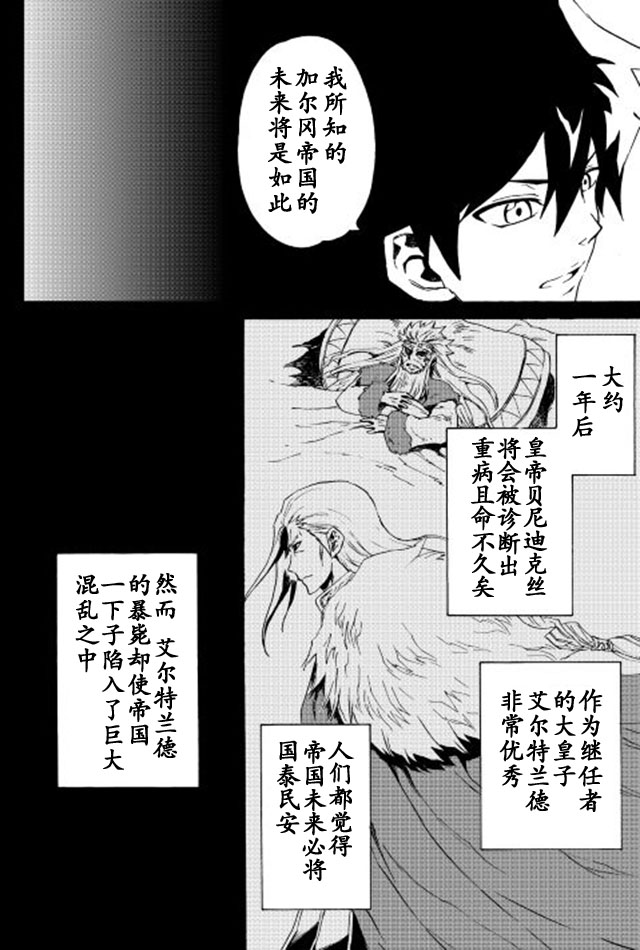 我所知的
加尔冈帝国的
未来将是如此
大约
一年后
皇帝贝尼迪克丝
将会被诊断出
重病且命不久矣
作为继任者
的大皇子
艾尔特兰德
非常优秀
人们都觉得
帝国未来必将
国泰民安
然而 艾尔特兰德
的暴毙却使帝国
一下子陷入了巨大
混乱之中